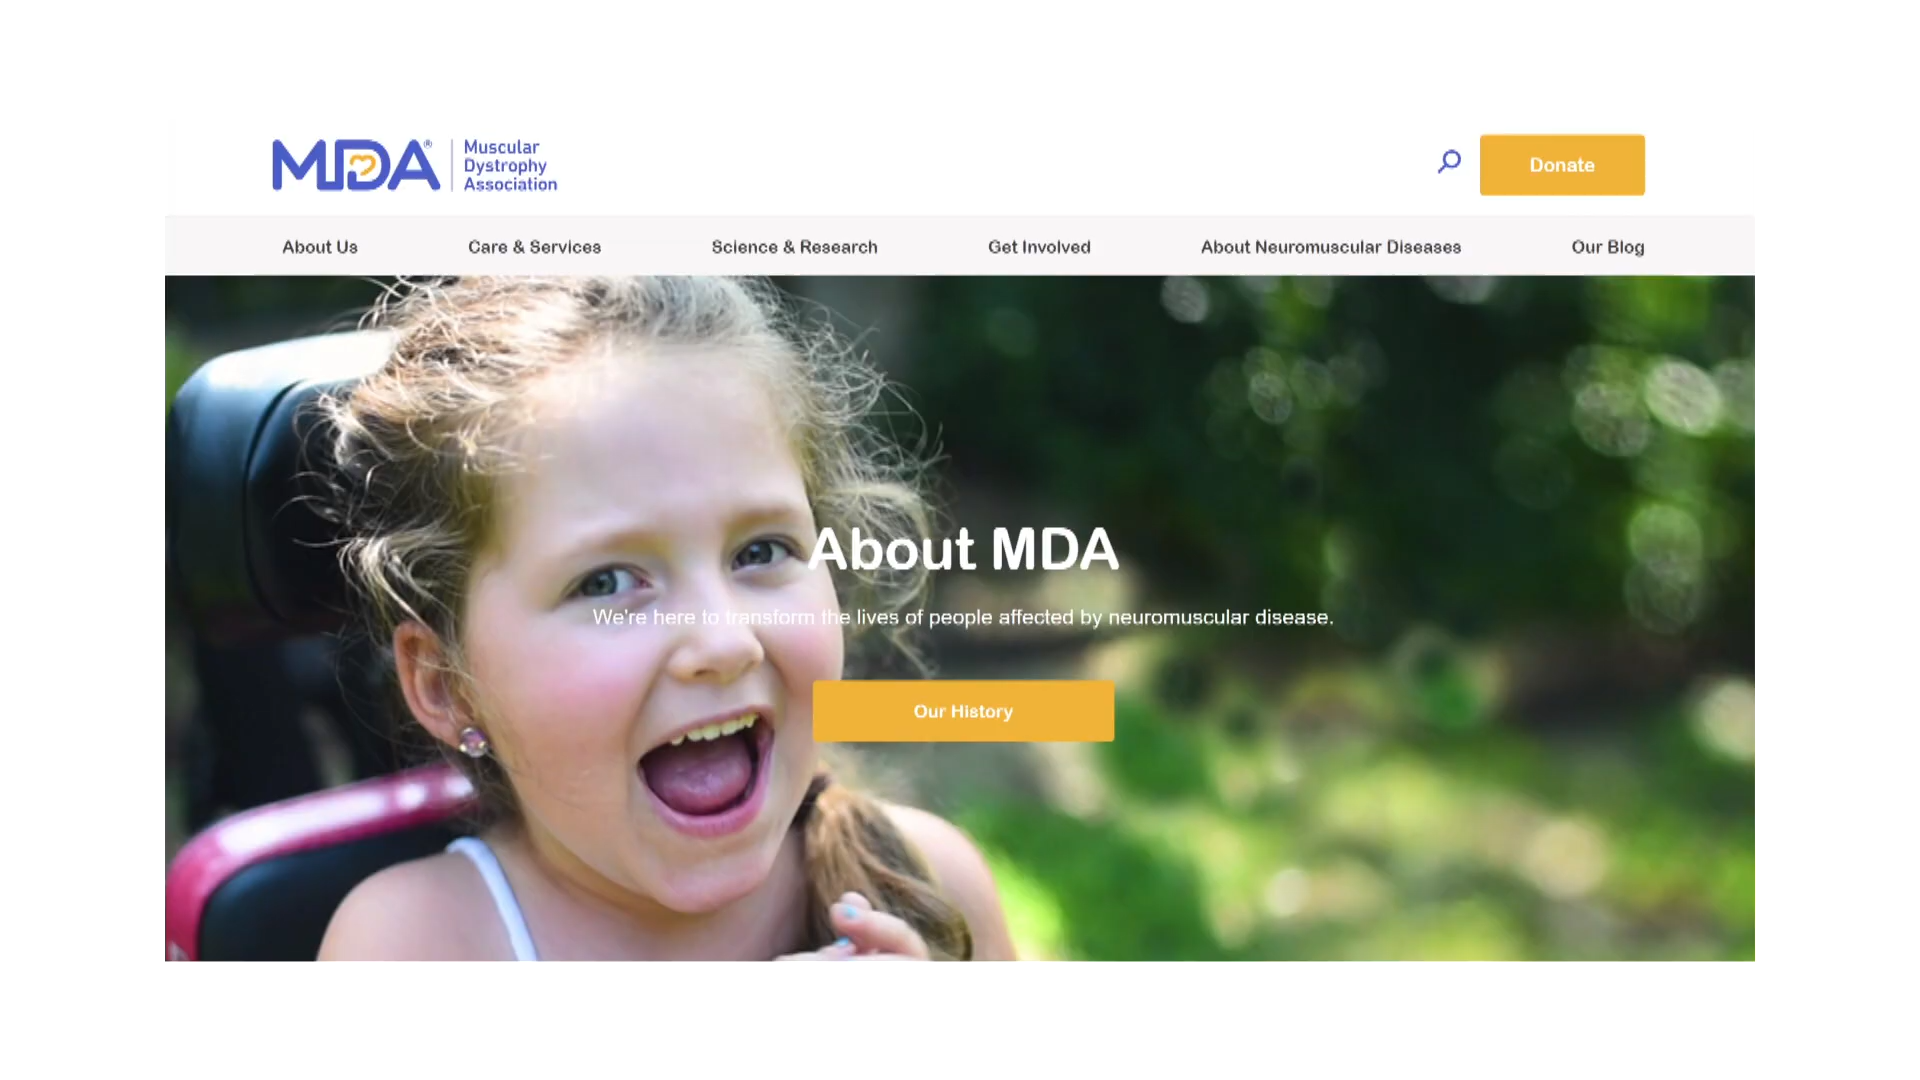 MDA®
Muscular
Dystrophy
Association
Donate
About Us
Care & Services
Science & Research
Get Involved
About Neuromuscular Diseases
Our Blog
About MDA
We're here to transform the lives of people affected by neuromuscular disease.
Our History